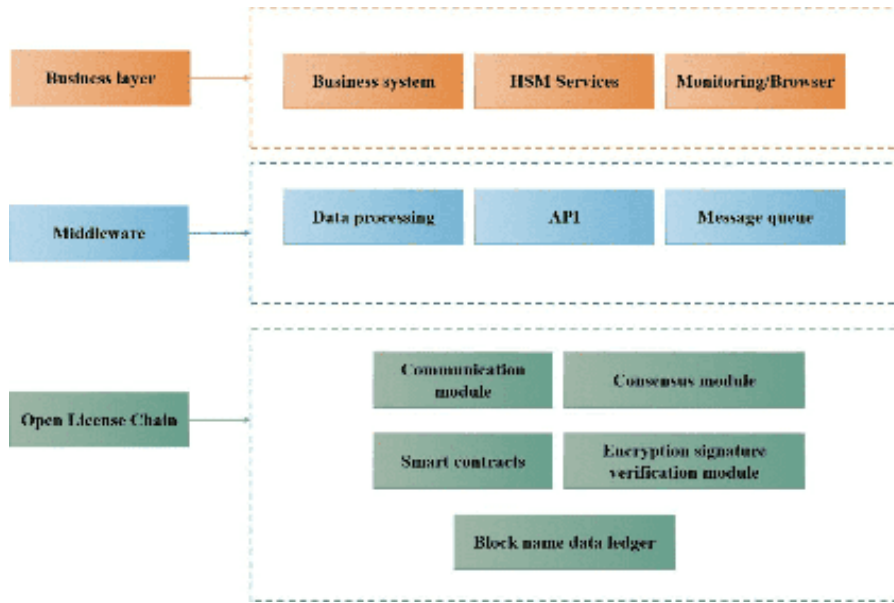 Business layer
Business system
HSM Services
Monitoring/Browser
Middleware
Data processing
API
Message queue
Open License Chain
Communication
module
Consensus module
Smart contracts
Encryption signature
verification module
Block name data ledger